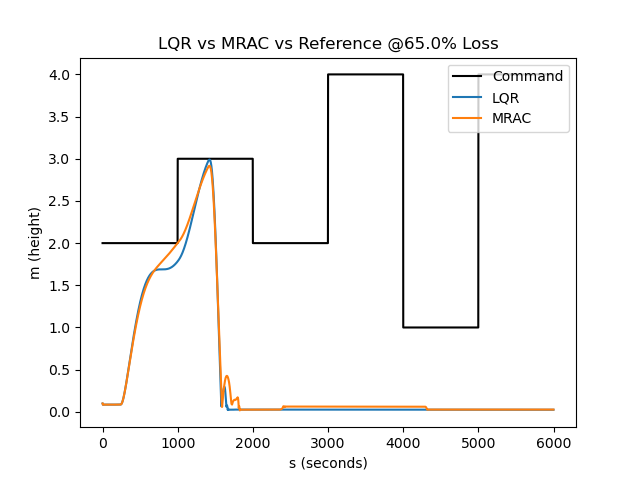 LQR vs MRAC vs Reference @65.0% Loss
m (height)
4.0
3.5
3.0
2.5
2.0
1.5
1.0
0.5
0.0
Command
LQR
MRAC
0 1000 2000 3000 4000 5000 6000
s (seconds)